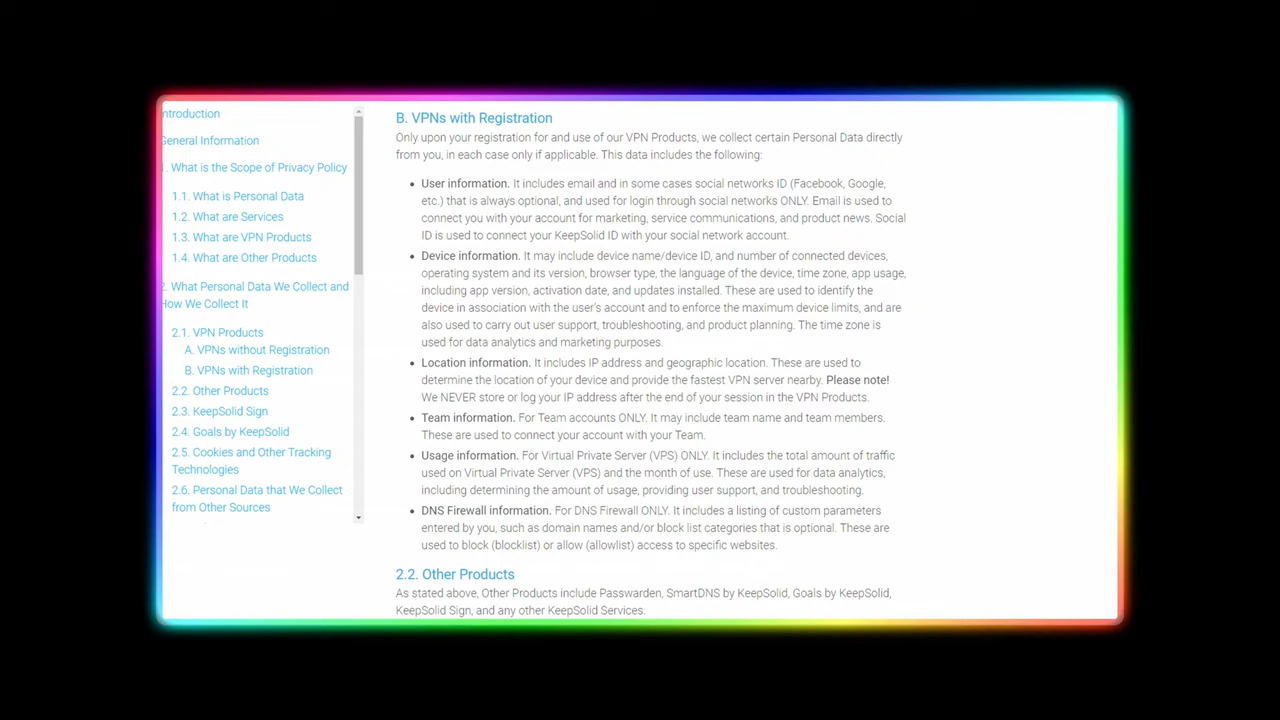 ntroduction
General Information
1. What is the Scope of Privacy Policy
1.1. What is Personal Data
1.2. What are Services
1.3. What are VPN Products
1.4. What are Other Products
2. What Personal Data We Collect and
How We Collect It
2.1. VPN Products
A. VPNs without Registration
B. VPNs with Registration
2.2. Other Products
2.3. KeepSolid Sign
2.4. Goals by KeepSolid
2.5. Cookies and Other Tracking
Technologies
2.6. Personal Data that We Collect
from Other Sources
B. VPNs with Registration
Only upon your registration for and use of our VPN Products, we collect certain Personal Data directly
from you, in each case only if applicable. This data includes the following:
• User information. It includes email and in some cases social networks ID (Facebook, Google,
etc.) that is always optional, and used for login through social networks ONLY. Email is used to
connect you with your account for marketing, service communications, and product news. Social
ID is used to connect your KeepSolid ID with your social network account.
• Device information. It may include device name/device ID, and number of connected devices,
operating system and its version, browser type, the language of the device, time zone, app usage,
including app version, activation date, and updates installed. These are used to identify the
device in association with the user's account and to enforce the maximum device limits, and are
also used to carry out user support, troubleshooting, and product planning. The time zone is
used for data analytics and marketing purposes.
• Location information. It includes IP address and geographic location. These are used to
determine the location of your device and provide the fastest VPN server nearby. Please note!
We NEVER store or log your IP address after the end of your session in the VPN Products.
• Team information. For Team accounts ONLY. It may include team name and team members.
These are used to connect your account with your Team.
• Usage information. For Virtual Private Server (VPS) ONLY. It includes the total amount of traffic
used on Virtual Private Server (VPS) and the month of use. These are used for data analytics,
including determining the amount of usage, providing user support, and troubleshooting.
• DNS Firewall information. For DNS Firewall ONLY. It includes a listing of custom parameters
entered by you, such as domain names and/or block list categories that is optional. These are
used to block (blocklist) or allow (allowlist) access to specific websites.
2.2. Other Products
As stated above, Other Products include Passwarden, SmartDNS by KeepSolid, Goals by KeepSolid,
KeepSolid Sign, and any other KeepSolid Services.